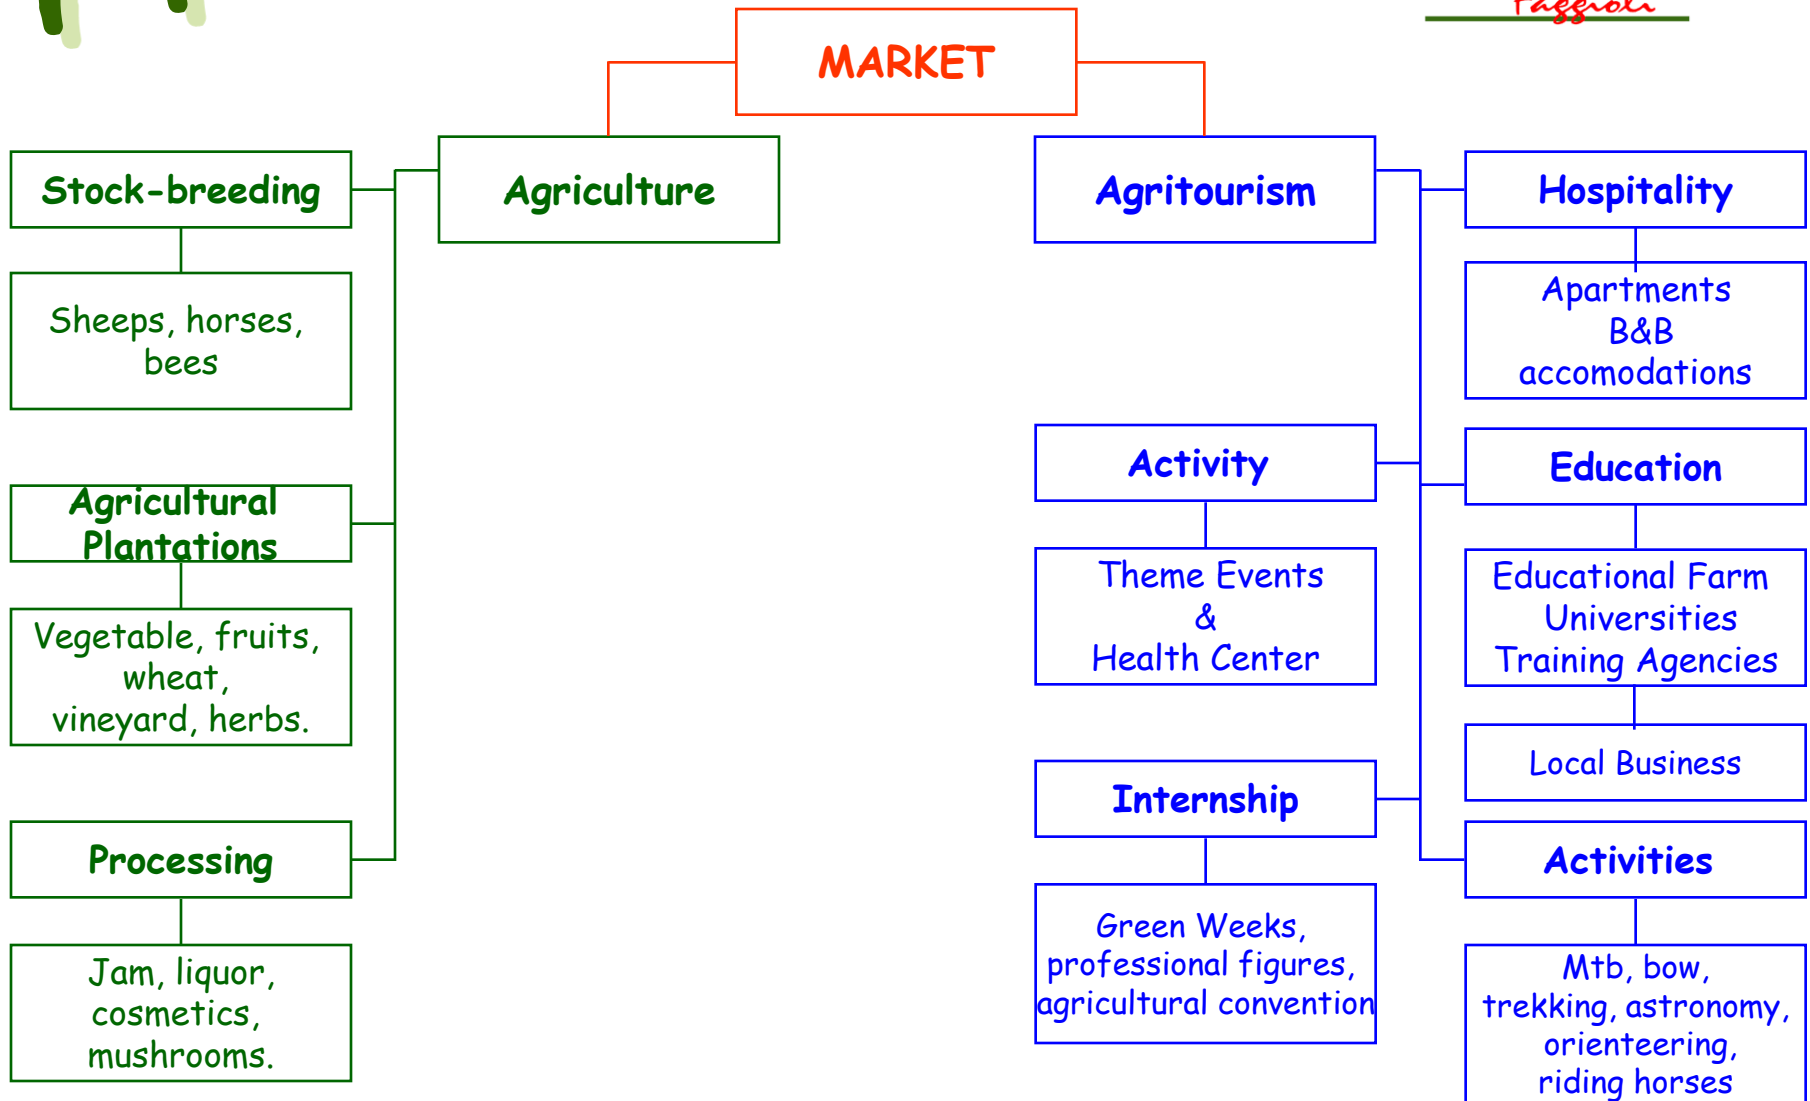 Faggioli
MARKET
Agriculture
Stock-breeding
Sheeps, horses,
bees
Agricultural
Plantations
Vegetable, fruits,
wheat,
vineyard, herbs.
Processing
Jam, liquor,
cosmetics,
mushrooms.
Agritourism
Hospitality
Apartments
B&B
accomodations
Activity
Theme Events
&
Health Center
Education
Educational Farm
Universities
Training Agencies
Local Business
Internship
Green Weeks,
professional figures,
agricultural convention
Activities
Mtb, bow,
trekking, astronomy,
orienteering,
riding horses